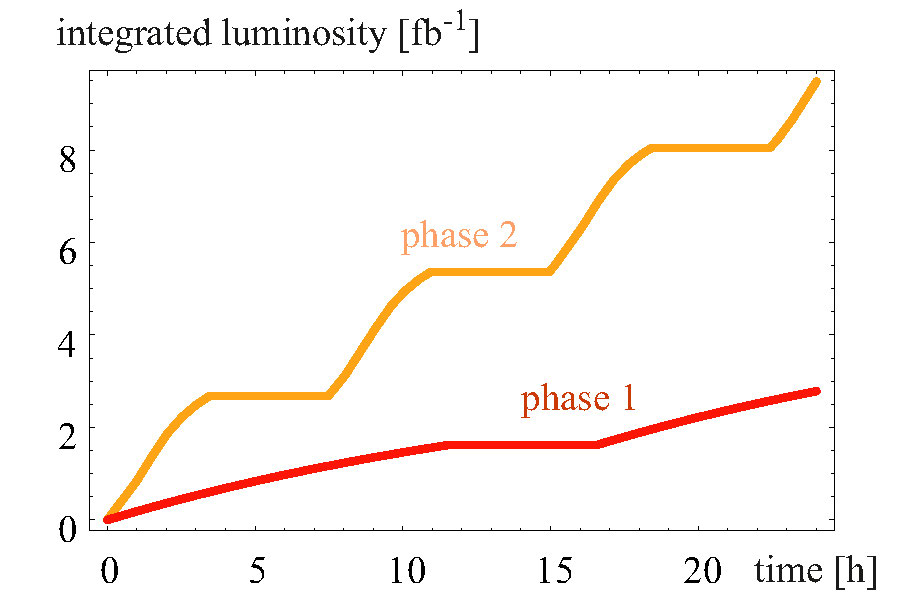 integrated luminosity [fb-1]
8
phase 2
6
4
phase 1
2
0
0 5 10 15 20 time [h]